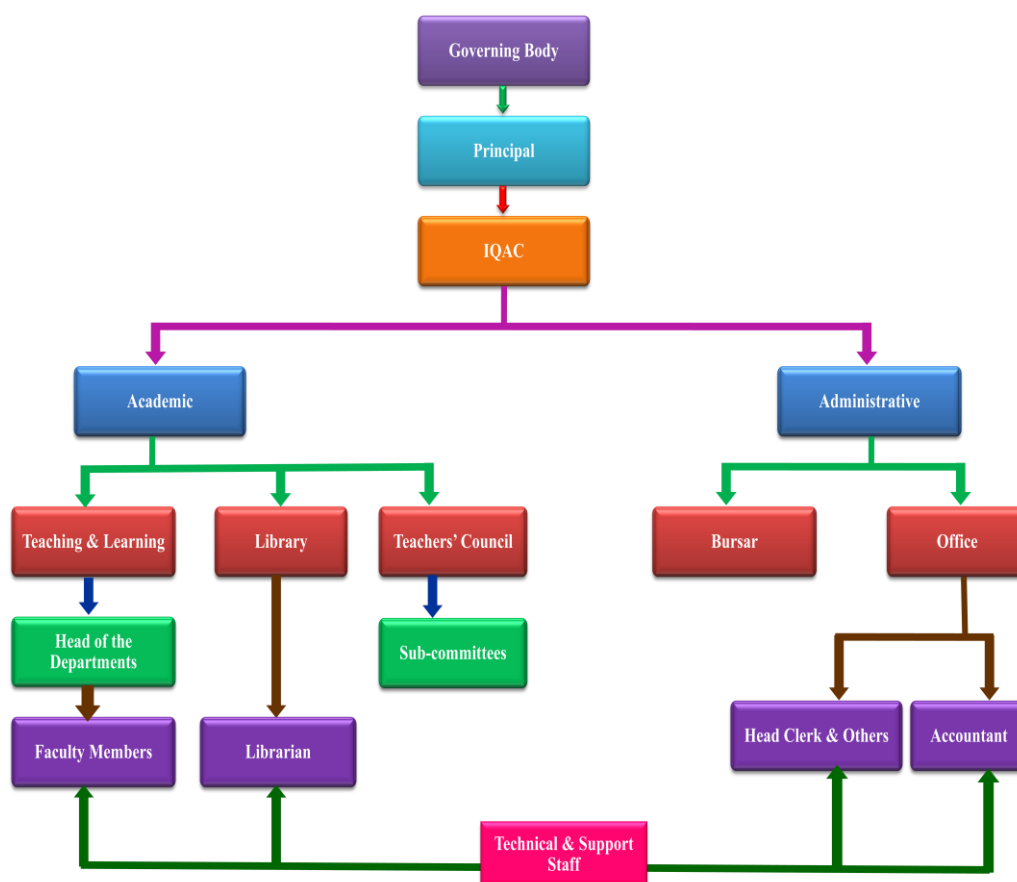 Governing Body
Principal
IQAC
Academic
Administrative
Teaching & Learning
Library
Teachers’ Council
Bursar
Office
Head of the
Departments
Sub-committees
Faculty Members
Librarian
Head Clerk & Others
Accountant
Technical & Support
Staff